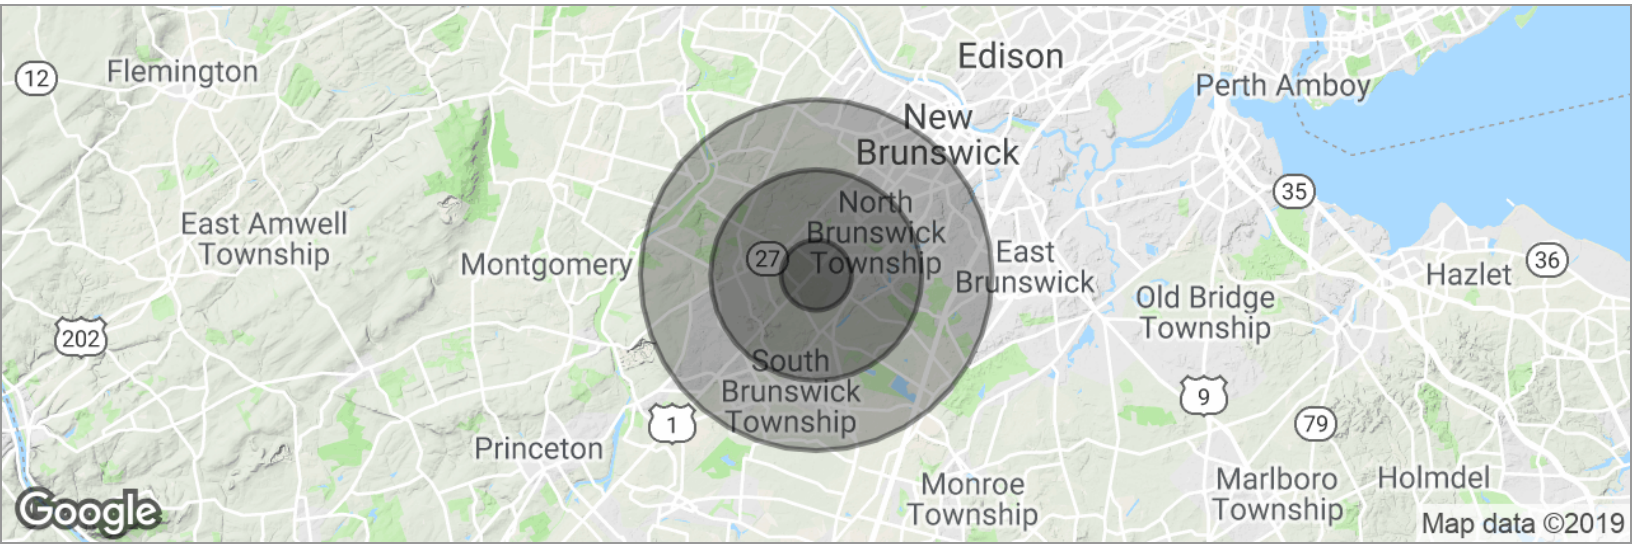 Edison
12
Flemington
Perth Amboy
New
Brunswick
35
North
Brunswick
Township
East Amwell
Township
27
Montgomery
East
Brunswick
36
Hazlet
Old Bridge
Township
202
South
Brunswick
Township
9
1
79
Princeton
Monroe
Township
Marlboro
Township
Holmdel
Google
Map data ©2019